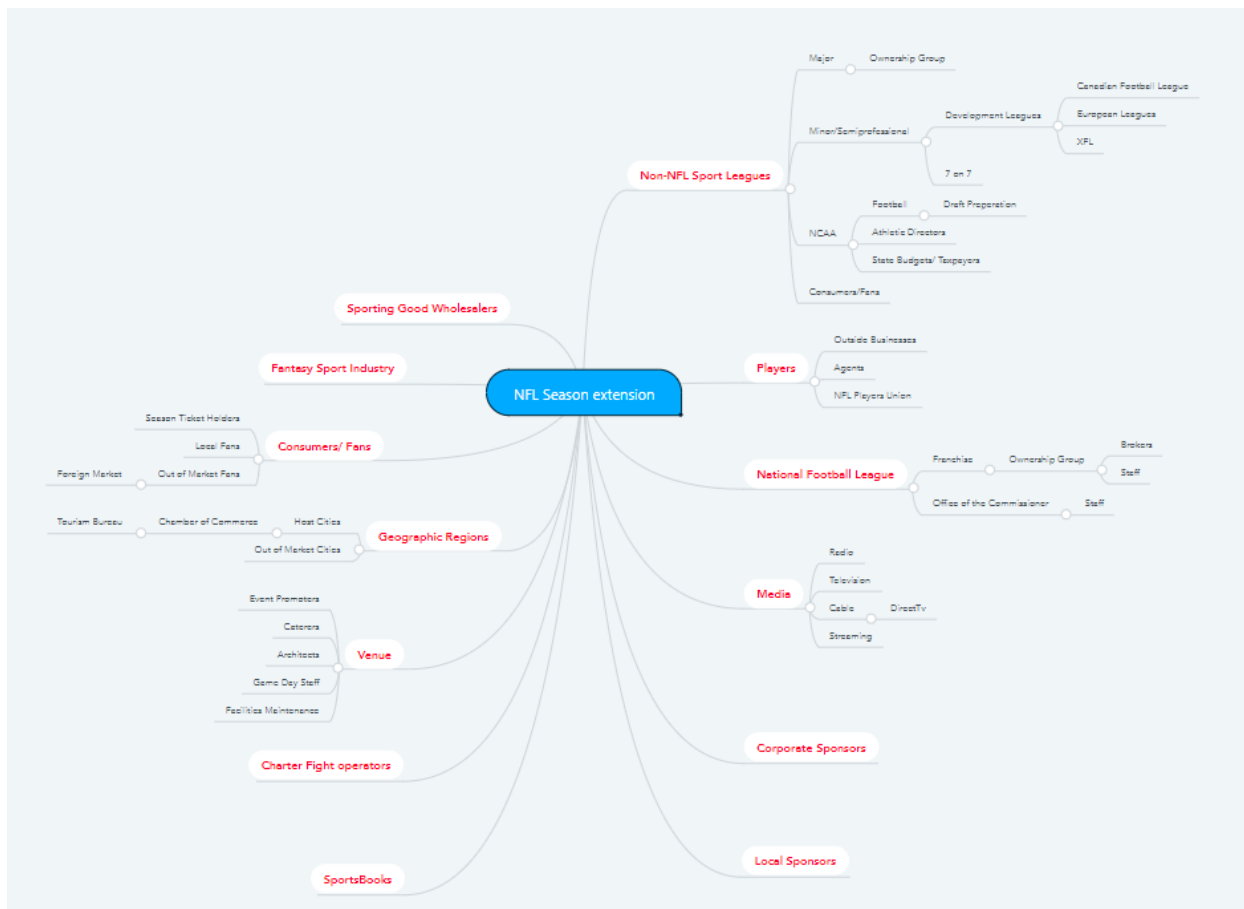 Major
Ownership Group
Canadian Football League
Development Leagues
European Leagues
Minor/Semiprofessional
XFL
Non-NFL Sport Leagues
7 on 7
Football
Draft Preparation
NCAA
Athletic Directors
State Budgets/ Taxpayers
Consumers/Fans
Sporting Good Wholesalers
Fantasy Sport Industry
NFL Season extension
Players
Outside Businesses
Agents
NFL Players Union
Season Ticket Holders
Local Fans
Consumers/ Fans
Foreign Market
Out of Market Fans
National Football League
Franchise
Ownership Group
Brokers
Staff
Office of the Commissioner
Staff
Tourism Bureau
Chamber of Commerce
Host Cities
Geographic Regions
Out of Market Cities
Media
Radio
Television
Cable
DirectTv
Streaming
Event Promoters
Caterers
Architects
Venue
Game Day Staff
Facilities Maintenance
Corporate Sponsors
Charter Fight operators
Local Sponsors
SportsBooks